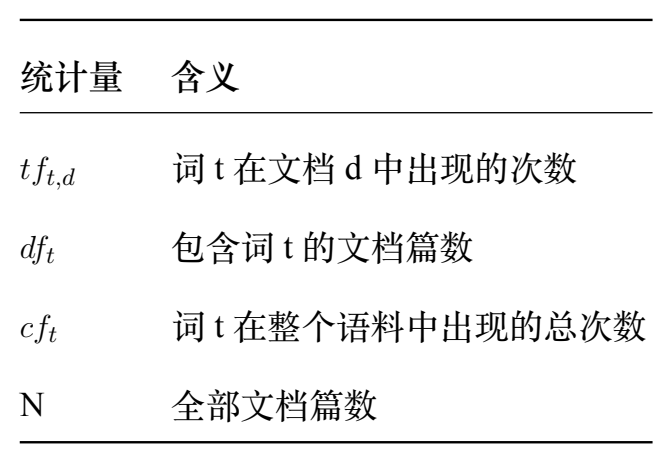 统计量 含义
tf_{t,d} 词 t 在文档 d 中出现的次数
df_t 包含词 t 的文档篇数
cf_t 词 t 在整个语料中出现的总次数
N 全部文档篇数